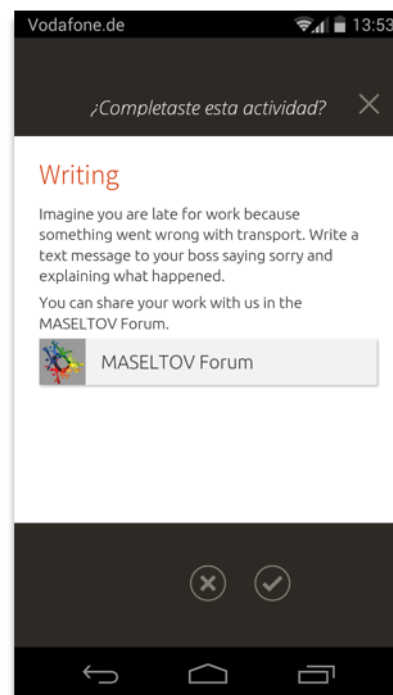 Vodafone.de 13:53
¿Completaste esta actividad?
Writing
Imagine you are late for work because
something went wrong with transport. Write a
text message to your boss saying sorry and
explaining what happened.
You can share your work with us in the
MASELTOV Forum.
MASELTOV Forum